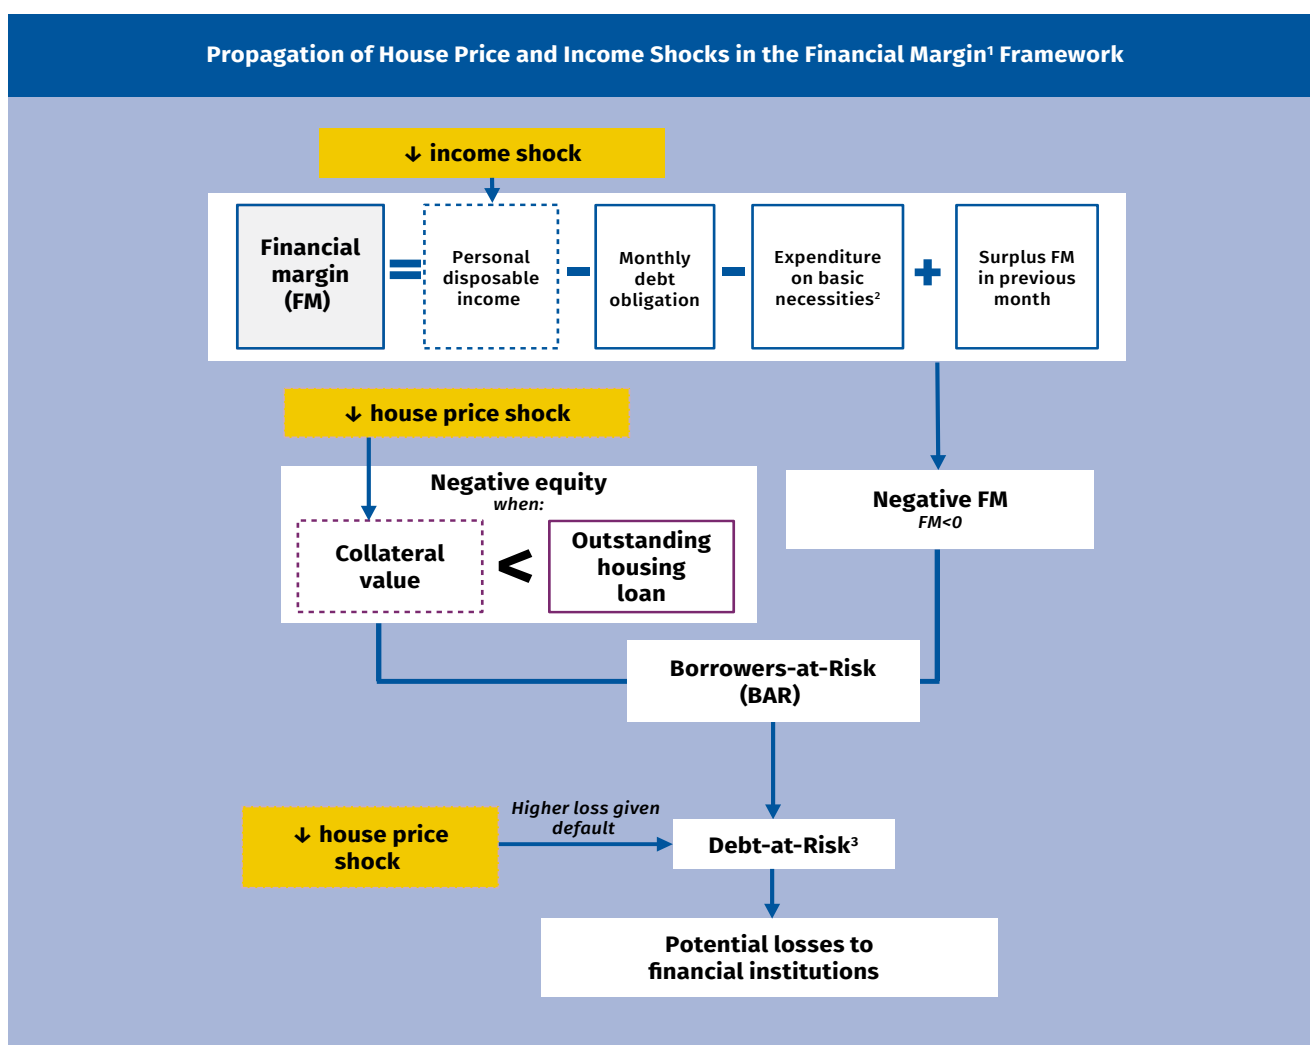 Propagation of House Price and Income Shocks in the Financial Margin¹ Framework
↓ income shock
Financial
margin
(FM)
=
Personal
disposable
income
−
Monthly
debt
obligation
−
Expenditure
on basic
necessities²
+
Surplus FM
in previous
month
↓ house price shock
Negative equity
when:
Collateral
value
<
Outstanding
housing
loan
Negative FM
FM<0
Borrowers-at-Risk
(BAR)
↓ house price
shock
Higher loss given
default
Debt-at-Risk³
Potential losses to
financial institutions